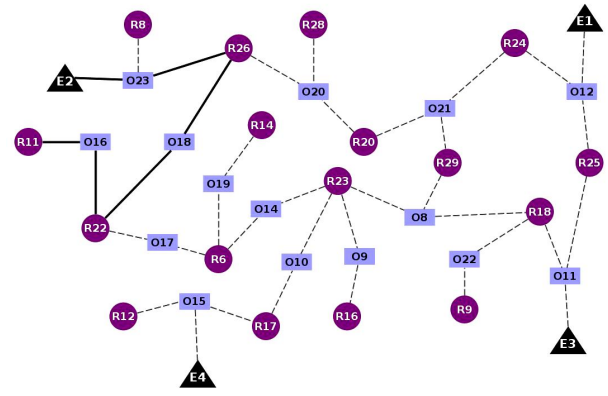 E1
R8
R28
R24
R26
E2
O23
O20
O12
O21
R14
R11
O16
O18
R20
R29
R25
O19
R23
O14
R18
O8
R22
O17
R6
O10
O9
O22
O11
O15
R9
R12
R16
R17
E3
E4